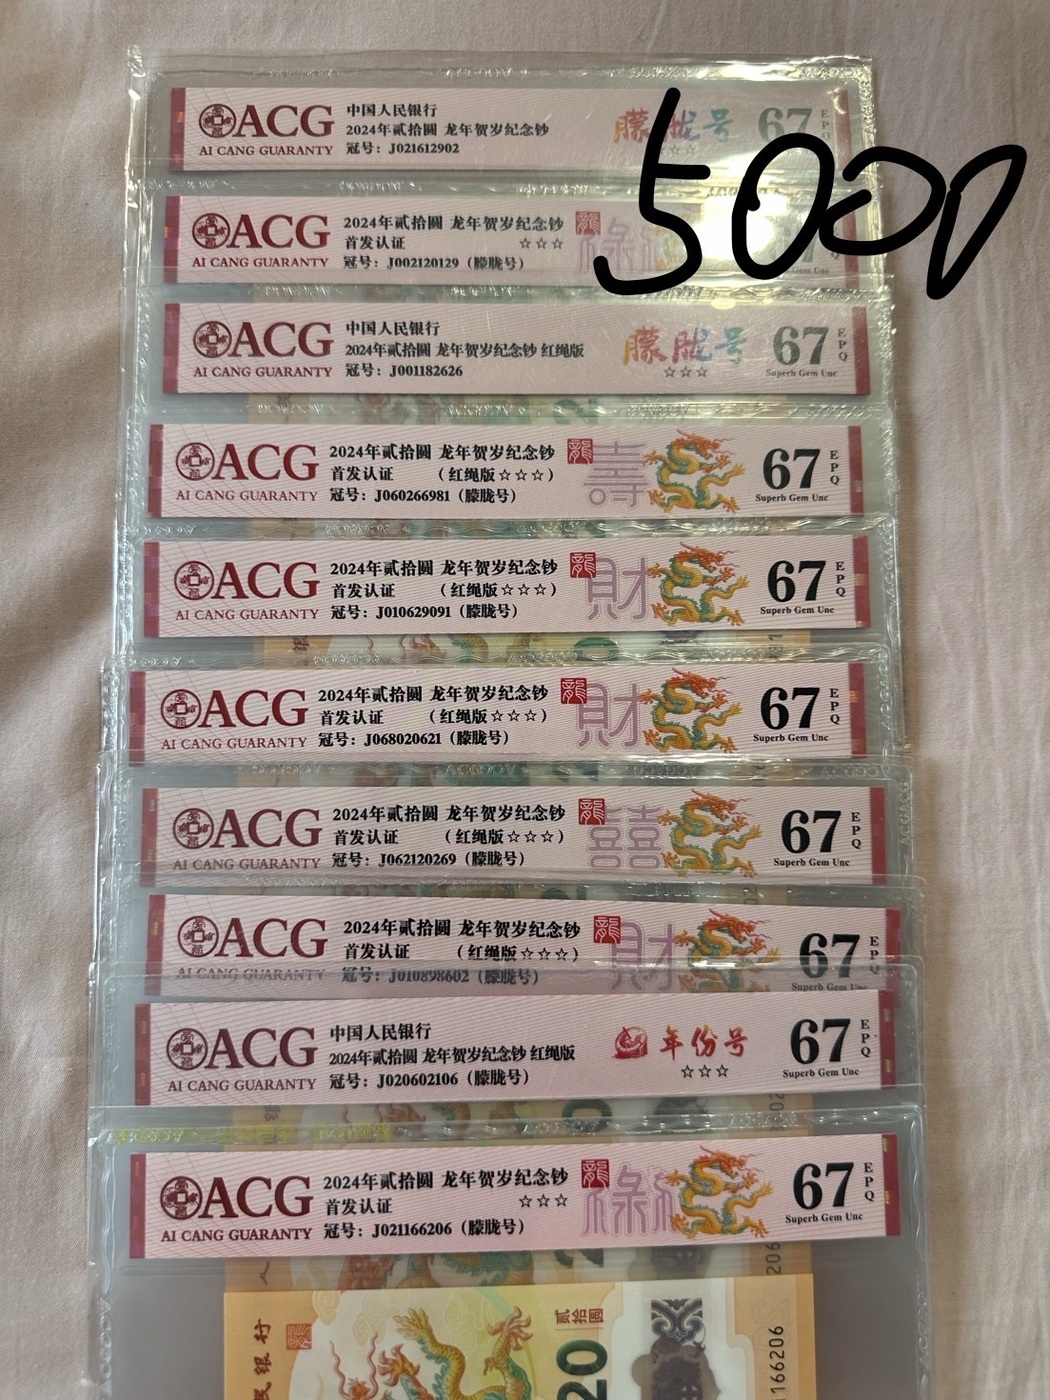 ACG
AI CANG GUARANTY
中国人民银行
2024年贰拾圆 龙年贺岁纪念钞
冠号：J021612902
朦胧号
☆☆
67
EPQ
5000
ACG
AI CANG GUARANTY
2024年贰拾圆 龙年贺岁纪念钞
首发认证 ☆☆☆
冠号：J002120129（朦胧号）
龍
禄
ACG
AI CANG GUARANTY
中国人民银行
2024年贰拾圆 龙年贺岁纪念钞 红绳版
冠号：J001182626
朦胧号
☆☆☆
67
EPQ
Superb Gem Unc
ACG
AI CANG GUARANTY
2024年贰拾圆 龙年贺岁纪念钞
首发认证 （红绳版☆☆☆）
冠号：J060266981（朦胧号）
龍
壽
67
EPQ
Superb Gem Unc
ACG
AI CANG GUARANTY
2024年贰拾圆 龙年贺岁纪念钞
首发认证 （红绳版☆☆☆）
冠号：J010629091（朦胧号）
龍
財
67
EPQ
Superb Gem Unc
ACG
AI CANG GUARANTY
2024年贰拾圆 龙年贺岁纪念钞
首发认证 （红绳版☆☆☆）
冠号：J068020621（朦胧号）
龍
財
67
EPQ
Superb Gem Unc
ACG
AI CANG GUARANTY
2024年贰拾圆 龙年贺岁纪念钞
首发认证 （红绳版☆☆☆）
冠号：J062120269（朦胧号）
龍
囍
67
EPQ
Superb Gem Unc
ACG
AI CANG GUARANTY
2024年贰拾圆 龙年贺岁纪念钞
首发认证 （红绳版☆☆☆）
冠号：J010898602（朦胧号）
龍
財
67
EPQ
Superb Gem Unc
ACG
AI CANG GUARANTY
中国人民银行
2024年贰拾圆 龙年贺岁纪念钞 红绳版
冠号：J020602106（朦胧号）
年份号
☆☆☆
67
EPQ
Superb Gem Unc
ACG
AI CANG GUARANTY
2024年贰拾圆 龙年贺岁纪念钞
首发认证 ☆☆☆
冠号：J021166206（朦胧号）
龍
禄
67
EPQ
Superb Gem Unc
民银行
贰拾圆
20
166206